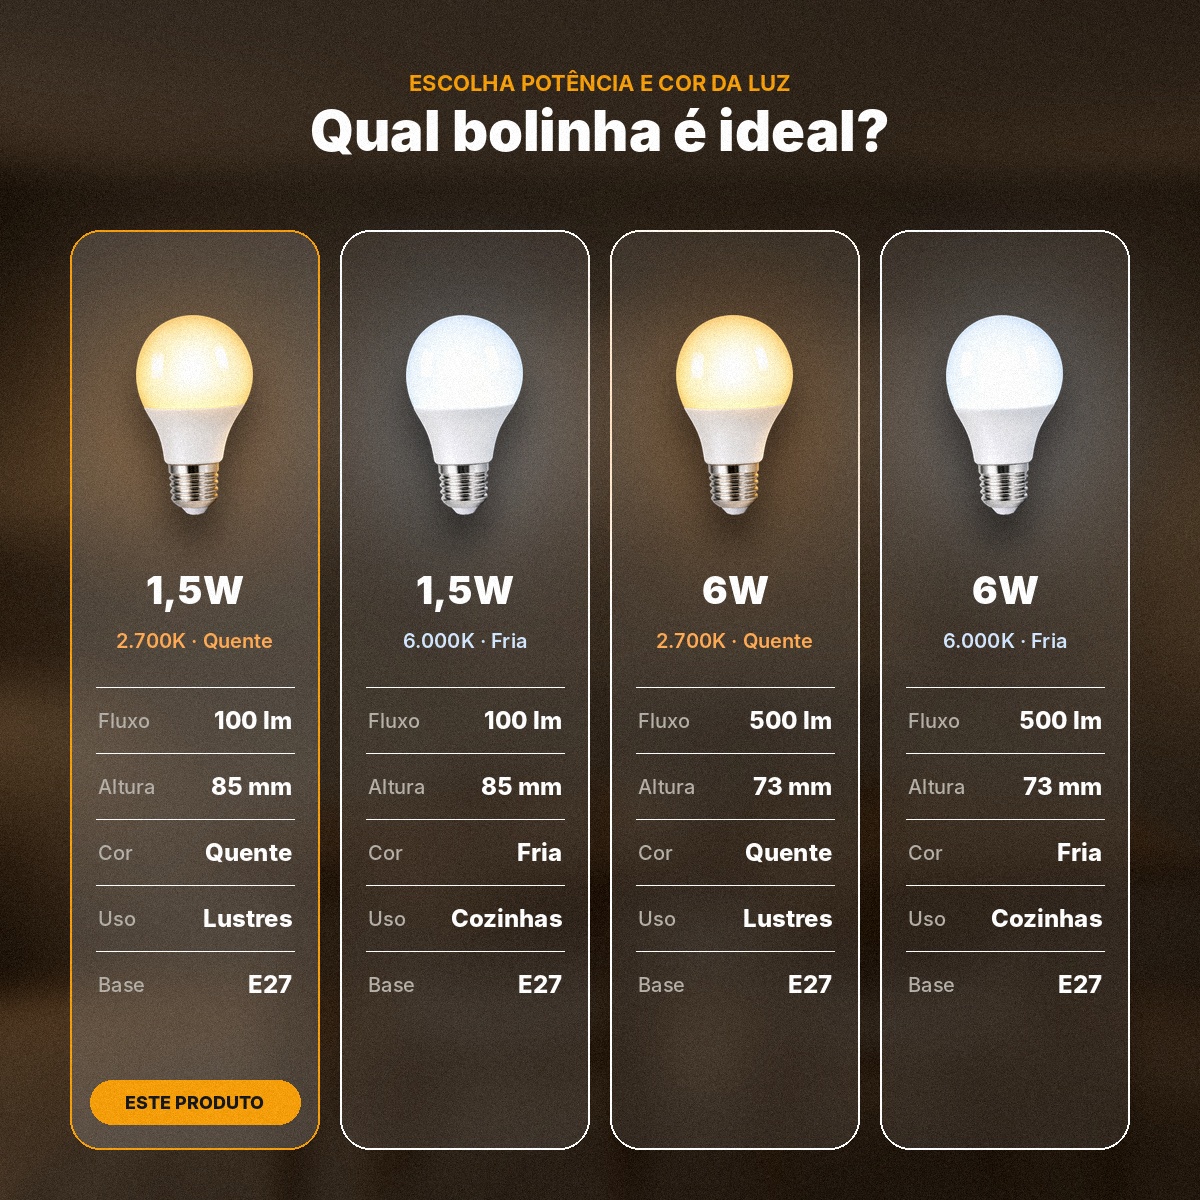 ESCOLHA POTÊNCIA E COR DA LUZ
Qual bolinha é ideal?
1,5W
2.700K · Quente
Fluxo 100 lm
Altura 85 mm
Cor Quente
Uso Lustres
Base E27
ESTE PRODUTO
1,5W
6.000K · Fria
Fluxo 100 lm
Altura 85 mm
Cor Fria
Uso Cozinhas
Base E27
6W
2.700K · Quente
Fluxo 500 lm
Altura 73 mm
Cor Quente
Uso Lustres
Base E27
6W
6.000K · Fria
Fluxo 500 lm
Altura 73 mm
Cor Fria
Uso Cozinhas
Base E27